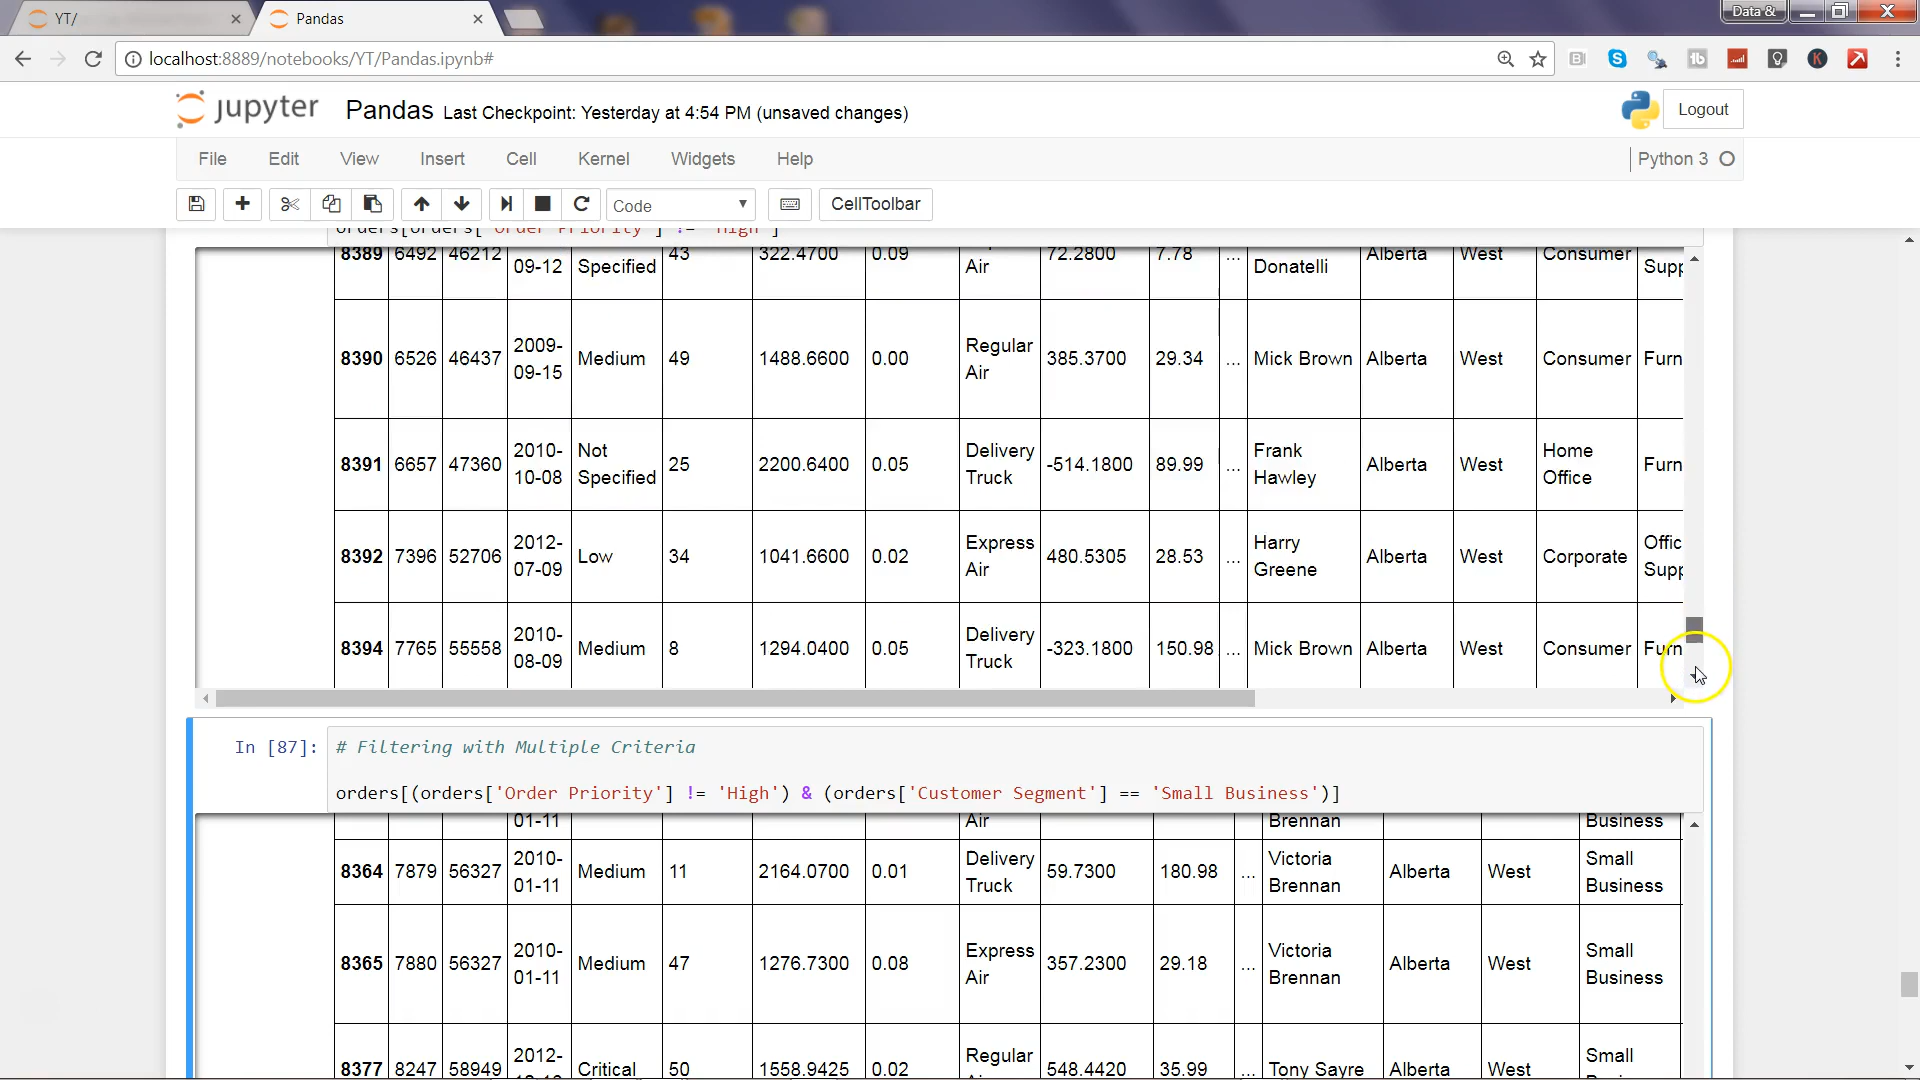 YT/
Pandas
Data &
localhost:8889/notebooks/YT/Pandas.ipynb#
jupyter Pandas Last Checkpoint: Yesterday at 4:54 PM (unsaved changes)
Logout
File Edit View Insert Cell Kernel Widgets Help
Python 3
Code
CellToolbar
orders[orders['Order Priority'] != 'High']
8389 6492 46212 09-12 Specified 43 322.4700 0.09 Air 72.2800 7.78 ... Donatelli Alberta West Consumer Supp
8390 6526 46437 2009-09-15 Medium 49 1488.6600 0.00 Regular Air 385.3700 29.34 ... Mick Brown Alberta West Consumer Furn
8391 6657 47360 2010-10-08 Not Specified 25 2200.6400 0.05 Delivery Truck -514.1800 89.99 ... Frank Hawley Alberta West Home Office Furn
8392 7396 52706 2012-07-09 Low 34 1041.6600 0.02 Express Air 480.5305 28.53 ... Harry Greene Alberta West Corporate Offic Supp
8394 7765 55558 2010-08-09 Medium 8 1294.0400 0.05 Delivery Truck -323.1800 150.98 ... Mick Brown Alberta West Consumer Furn
In [87]: # Filtering with Multiple Criteria
orders[(orders['Order Priority'] != 'High') & (orders['Customer Segment'] == 'Small Business')]
01-11 Air Brennan Business
8364 7879 56327 2010-01-11 Medium 11 2164.0700 0.01 Delivery Truck 59.7300 180.98 ... Victoria Brennan Alberta West Small Business
8365 7880 56327 2010-01-11 Medium 47 1276.7300 0.08 Express Air 357.2300 29.18 ... Victoria Brennan Alberta West Small Business
8377 8247 58949 2012- Critical 50 1558.9425 0.02 Regular 548.4420 35.99 ... Tony Sayre Alberta West Small